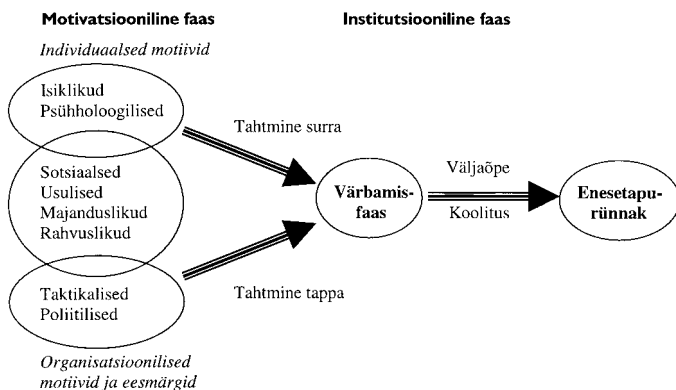 Motivatsiooniline faas
Institutsiooniline faas
Individuaalsed motiivid
Isiklikud
Psühholoogilised
Tahtmine surra
Sotsiaalsed
Usulised
Majanduslikud
Rahvuslikud
Värbamis-
faas
Väljaõpe
Koolitus
Enesetapu-
rünnak
Taktikalised
Poliitilised
Tahtmine tappa
Organisatsioonilised
motiivid ja eesmärgid